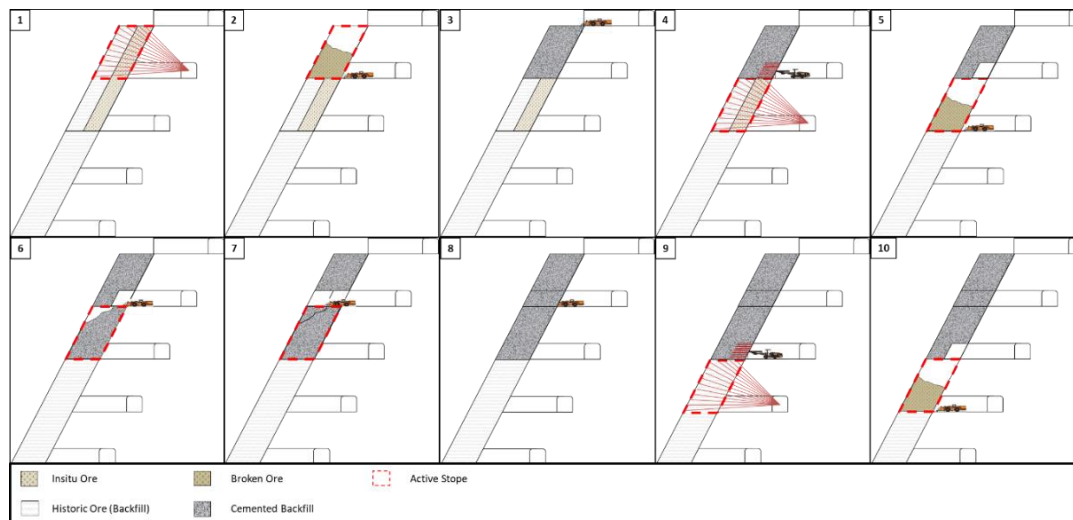 1 2 3 4 5
6 7 8 9 10
Insitu Ore Broken Ore Active Stope
Historic Ore (Backfill) Cemented Backfill